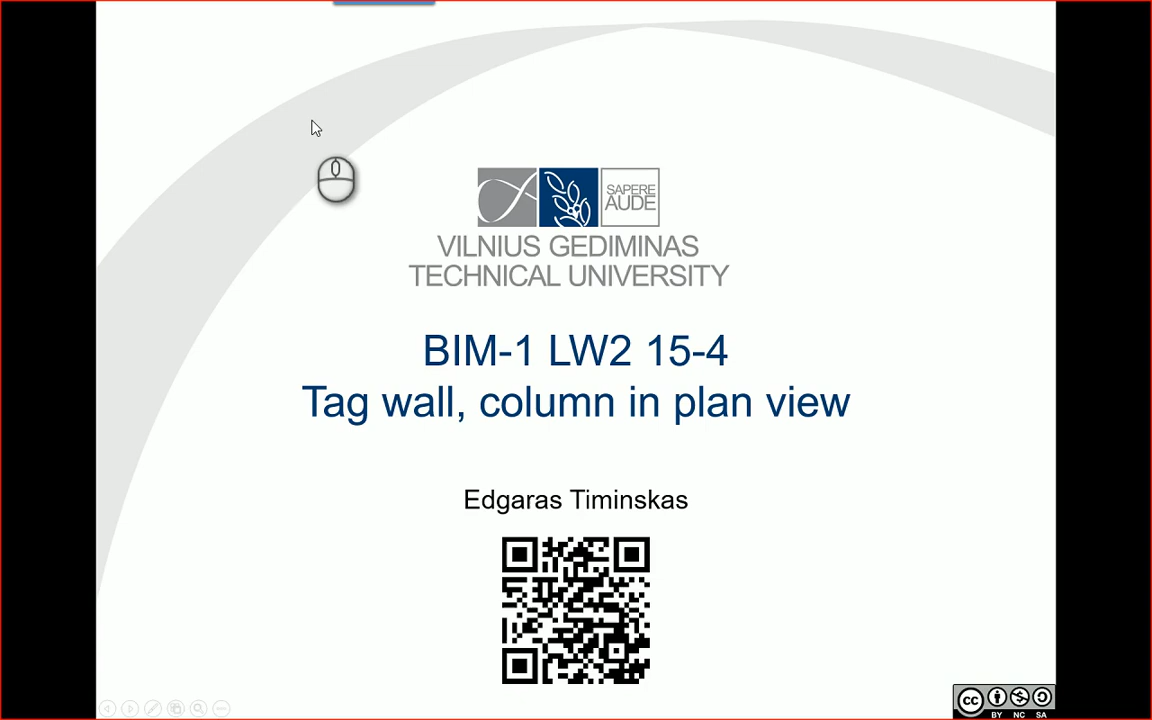 SAPERE
AUDE
VILNIUS GEDIMINAS
TECHNICAL UNIVERSITY
BIM-1 LW2 15-4
Tag wall, column in plan view
Edgaras Timinskas
cc
BY NC SA